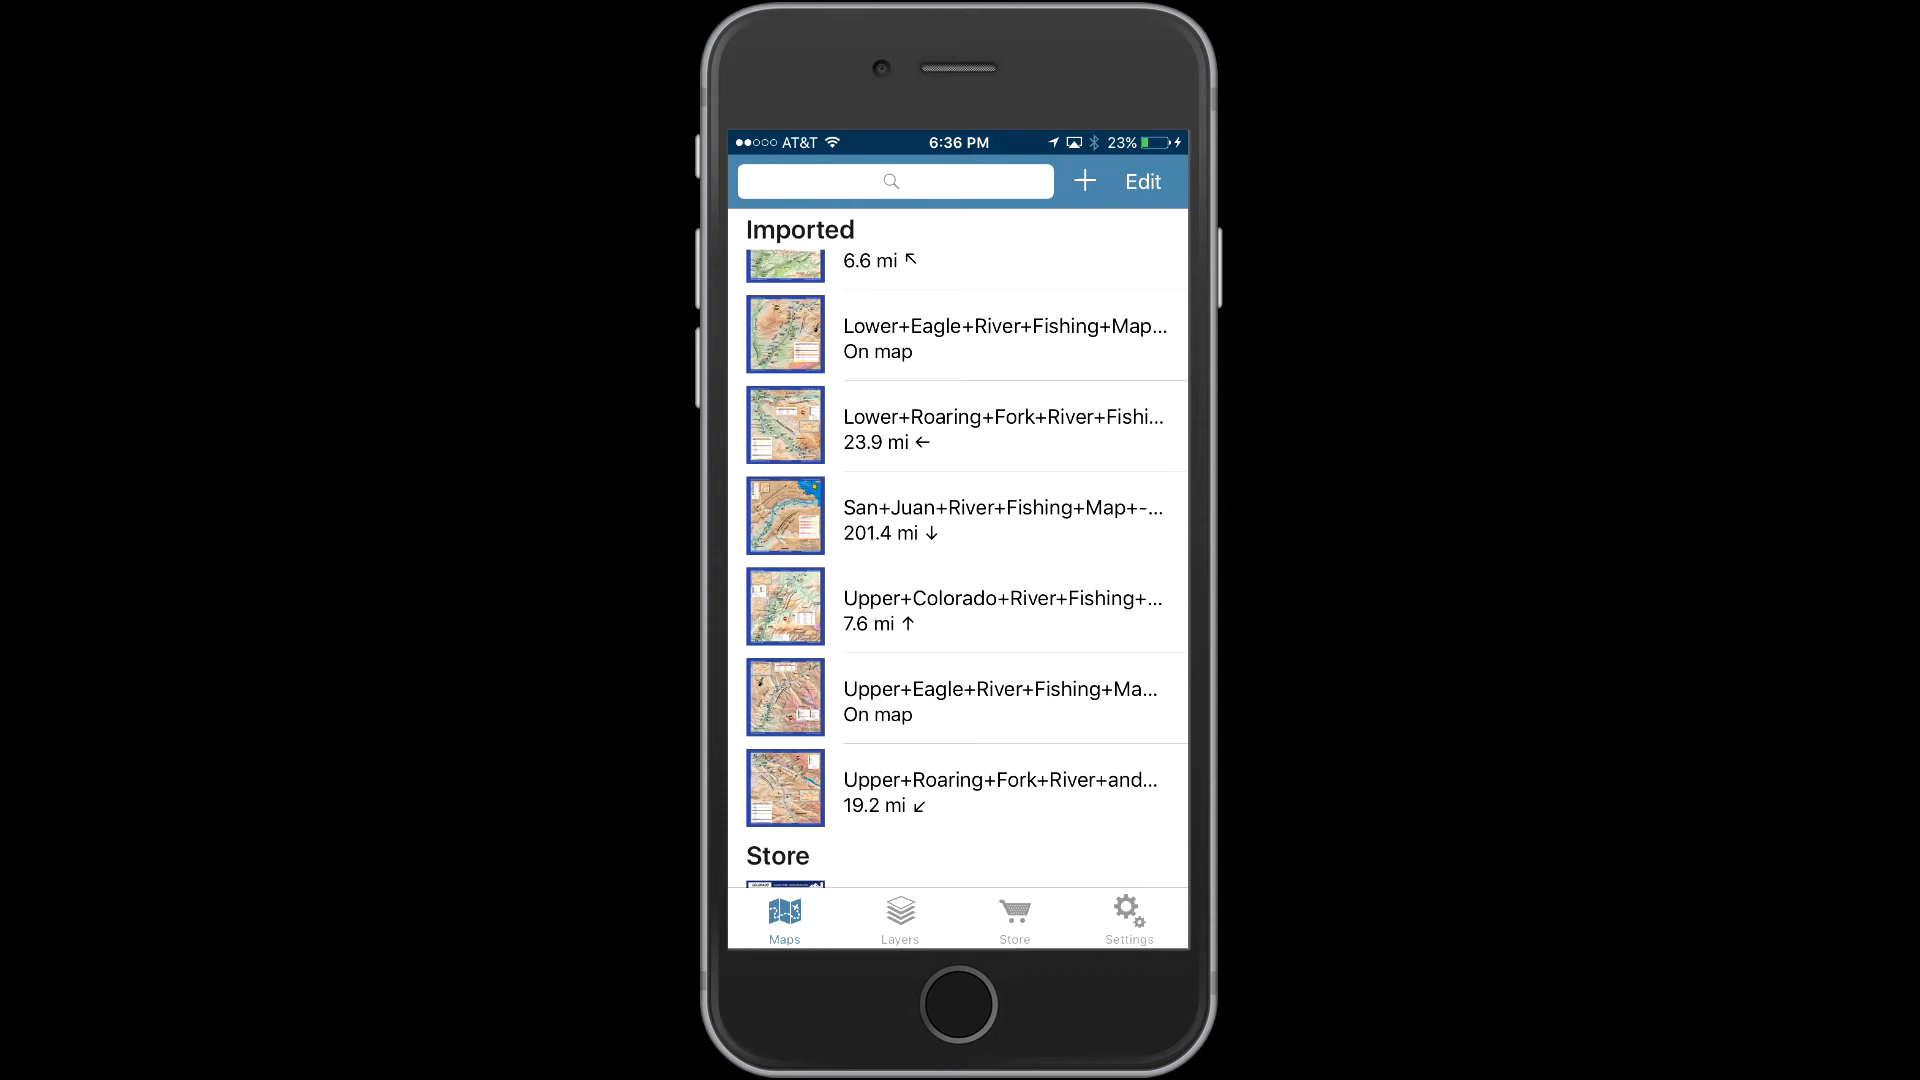 AT&T 6:36 PM 23%
Edit
Imported
6.6 mi ↖
Lower+Eagle+River+Fishing+Map...
On map
Lower+Roaring+Fork+River+Fishi...
23.9 mi ←
San+Juan+River+Fishing+Map+-...
201.4 mi ↓
Upper+Colorado+River+Fishing+...
7.6 mi ↑
Upper+Eagle+River+Fishing+Ma...
On map
Upper+Roaring+Fork+River+and...
19.2 mi ↙
Store
Maps Layers Store Settings